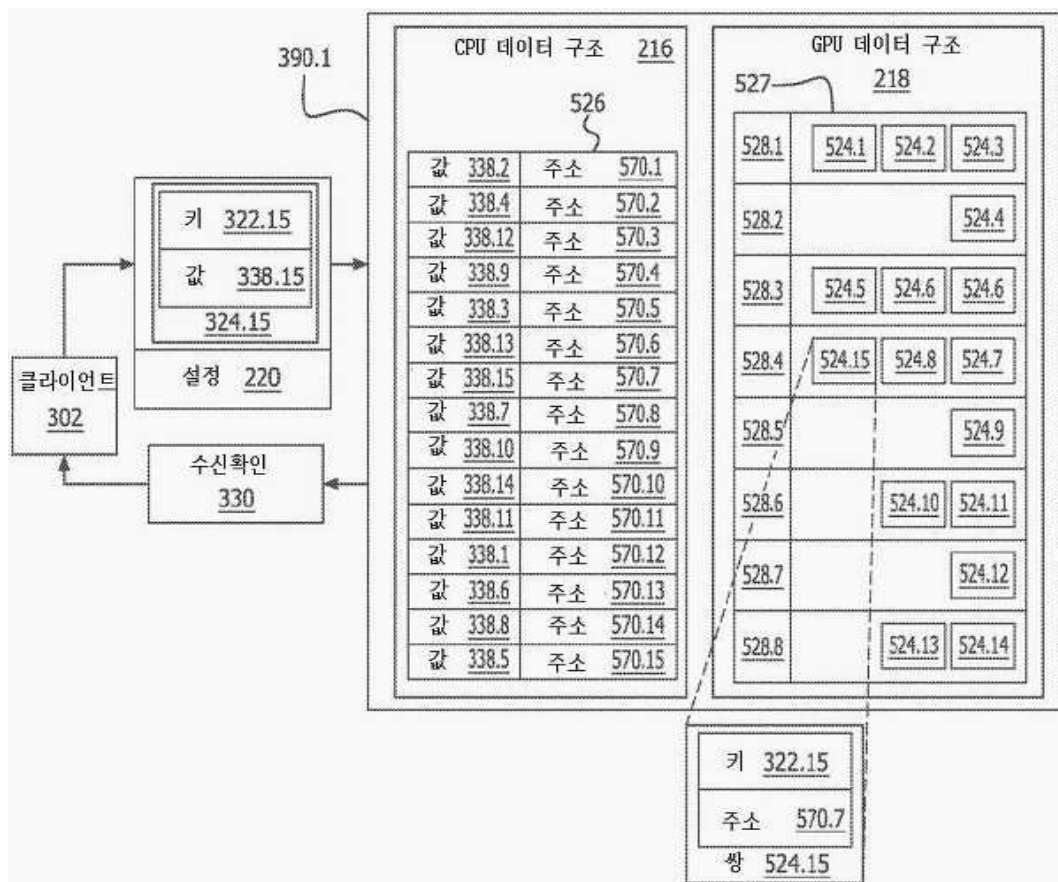 390.1
CPU 데이터 구조 216
526
값 338.2 주소 570.1
값 338.4 주소 570.2
값 338.12 주소 570.3
값 338.9 주소 570.4
값 338.3 주소 570.5
값 338.13 주소 570.6
값 338.15 주소 570.7
값 338.7 주소 570.8
값 338.10 주소 570.9
값 338.14 주소 570.10
값 338.11 주소 570.11
값 338.1 주소 570.12
값 338.6 주소 570.13
값 338.8 주소 570.14
값 338.5 주소 570.15
GPU 데이터 구조
218
527
528.1 524.1 524.2 524.3
528.2 524.4
528.3 524.5 524.6 524.6
528.4 524.15 524.8 524.7
528.5 524.9
528.6 524.10 524.11
528.7 524.12
528.8 524.13 524.14
키 322.15
값 338.15
324.15
설정 220
클라이언트
302
수신확인
330
키 322.15
주소 570.7
쌍 524.15